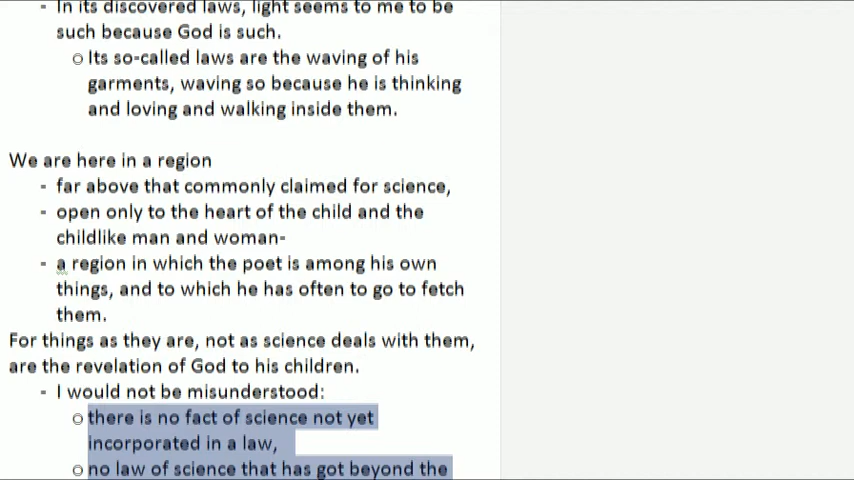 - In its discovered laws, light seems to me to be
such because God is such.
o Its so-called laws are the waving of his
garments, waving so because he is thinking
and loving and walking inside them.
We are here in a region
- far above that commonly claimed for science,
- open only to the heart of the child and the
childlike man and woman-
- a region in which the poet is among his own
things, and to which he has often to go to fetch
them.
For things as they are, not as science deals with them,
are the revelation of God to his children.
- I would not be misunderstood:
o there is no fact of science not yet
incorporated in a law,
o no law of science that has got beyond the